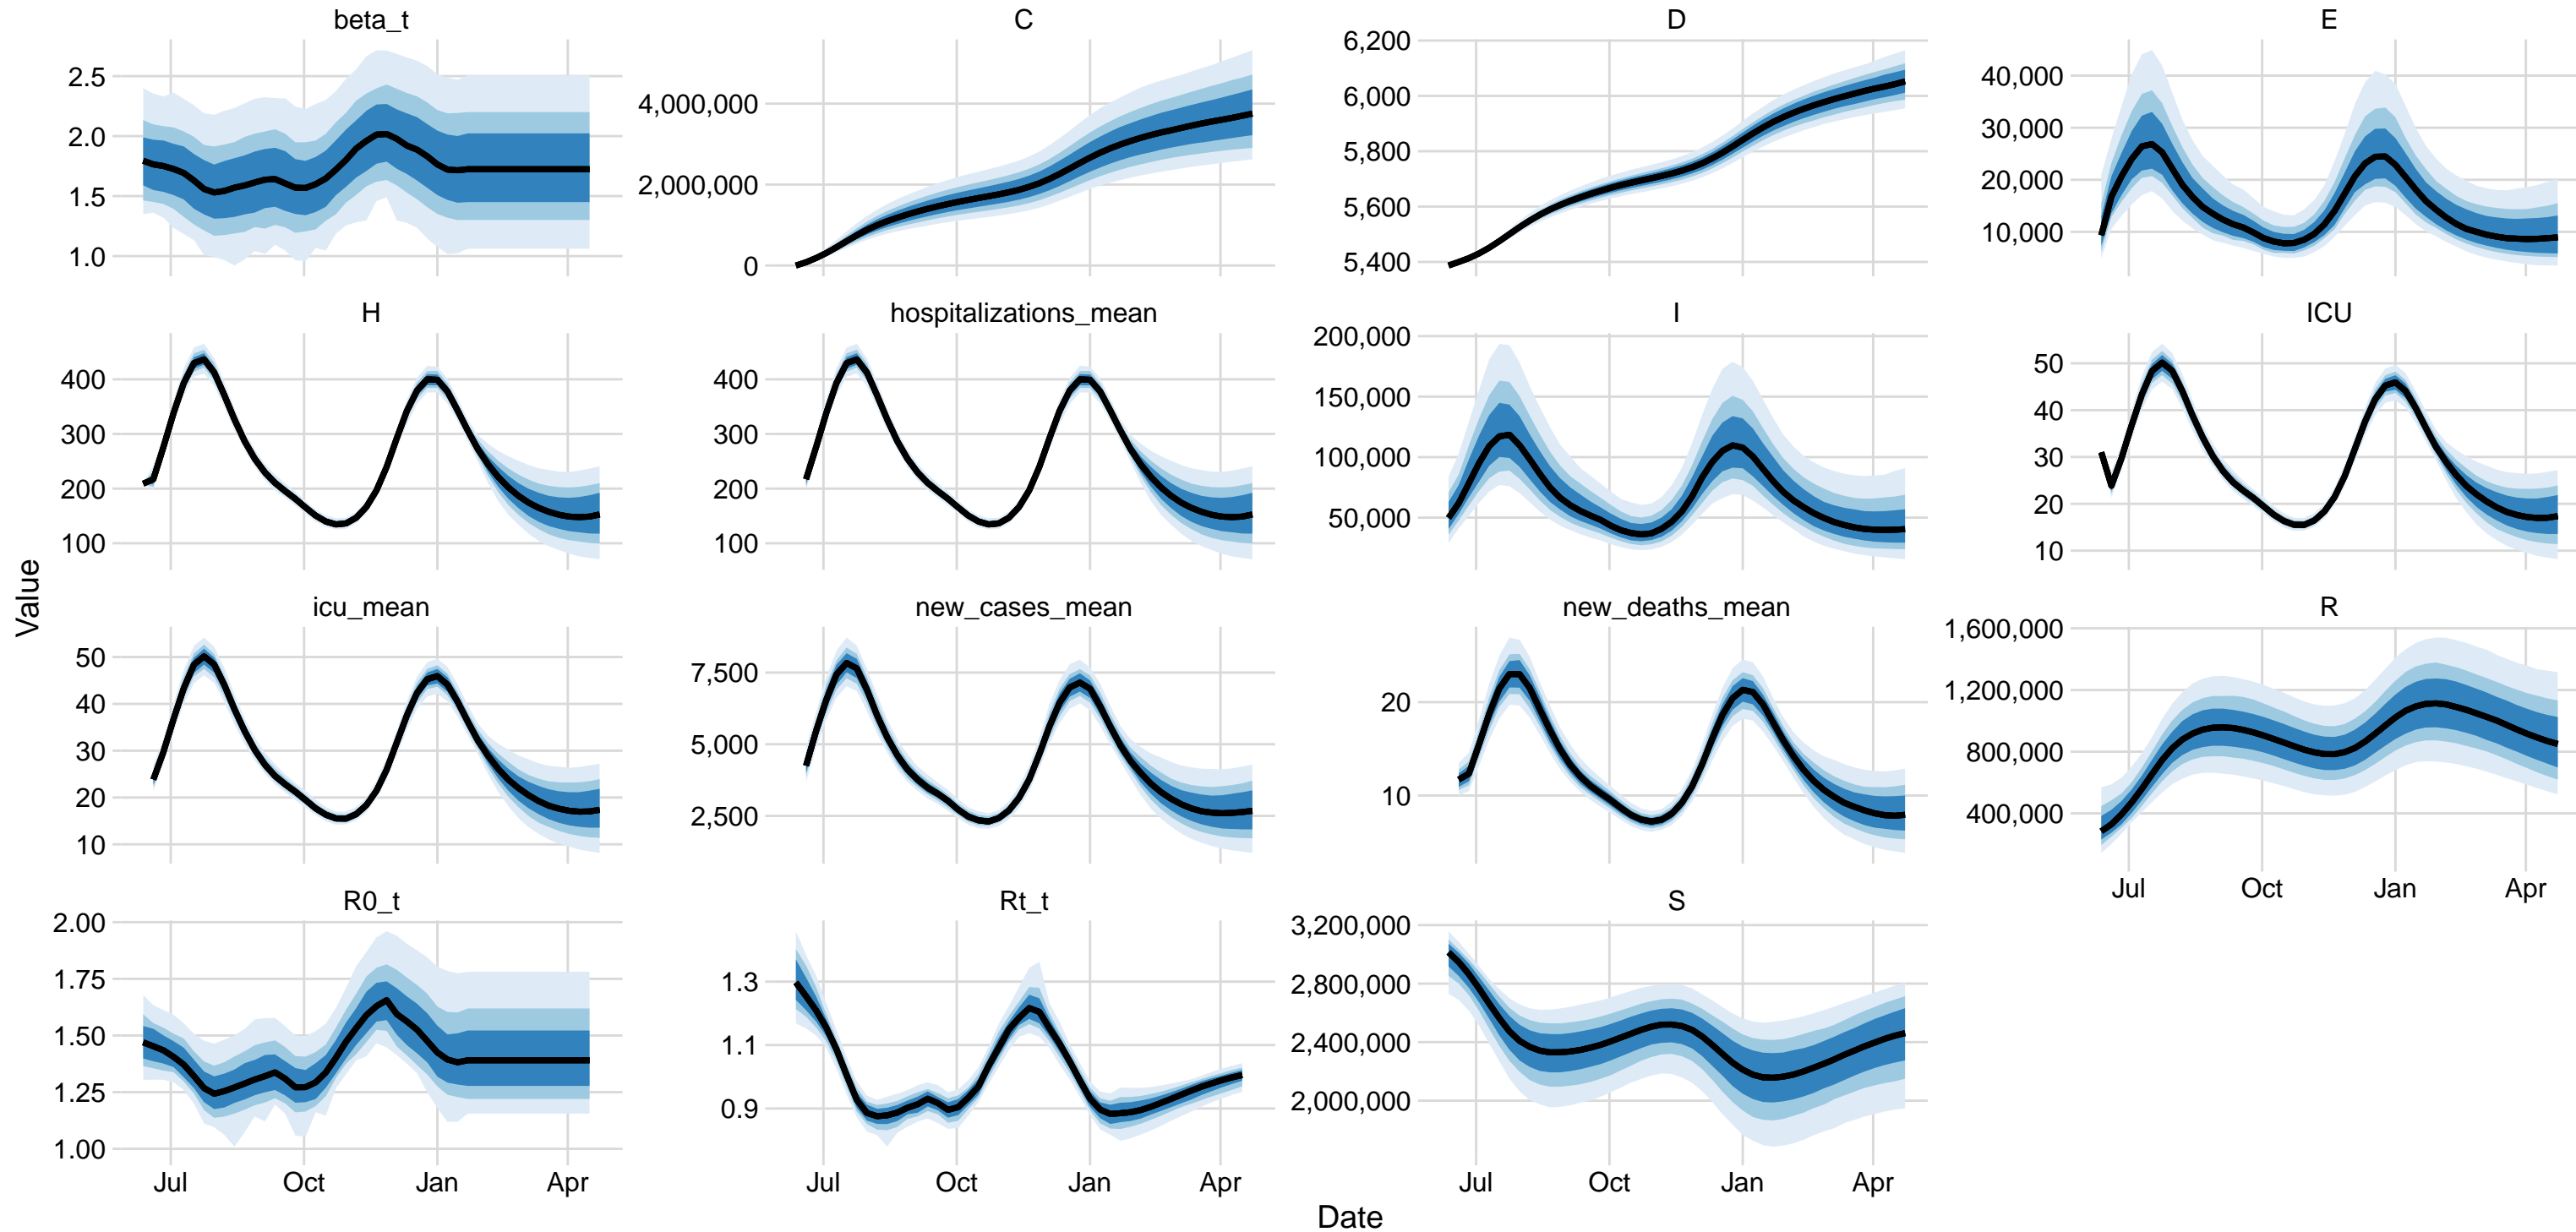 beta_t
2.5
2.0
1.5
1.0
C
4,000,000
2,000,000
0
D
6,200
6,000
5,800
5,600
5,400
E
40,000
30,000
20,000
10,000
H
400
300
200
100
hospitalizations_mean
400
300
200
100
I
200,000
150,000
100,000
50,000
ICU
50
40
30
20
10
Value
icu_mean
50
40
30
20
10
new_cases_mean
7,500
5,000
2,500
new_deaths_mean
20
10
R
1,600,000
1,200,000
800,000
400,000
Jul Oct Jan Apr
R0_t
2.00
1.75
1.50
1.25
1.00
Jul Oct Jan Apr
Rt_t
1.3
1.1
0.9
Jul Oct Jan Apr
S
3,200,000
2,800,000
2,400,000
2,000,000
Jul Oct Jan Apr
Date